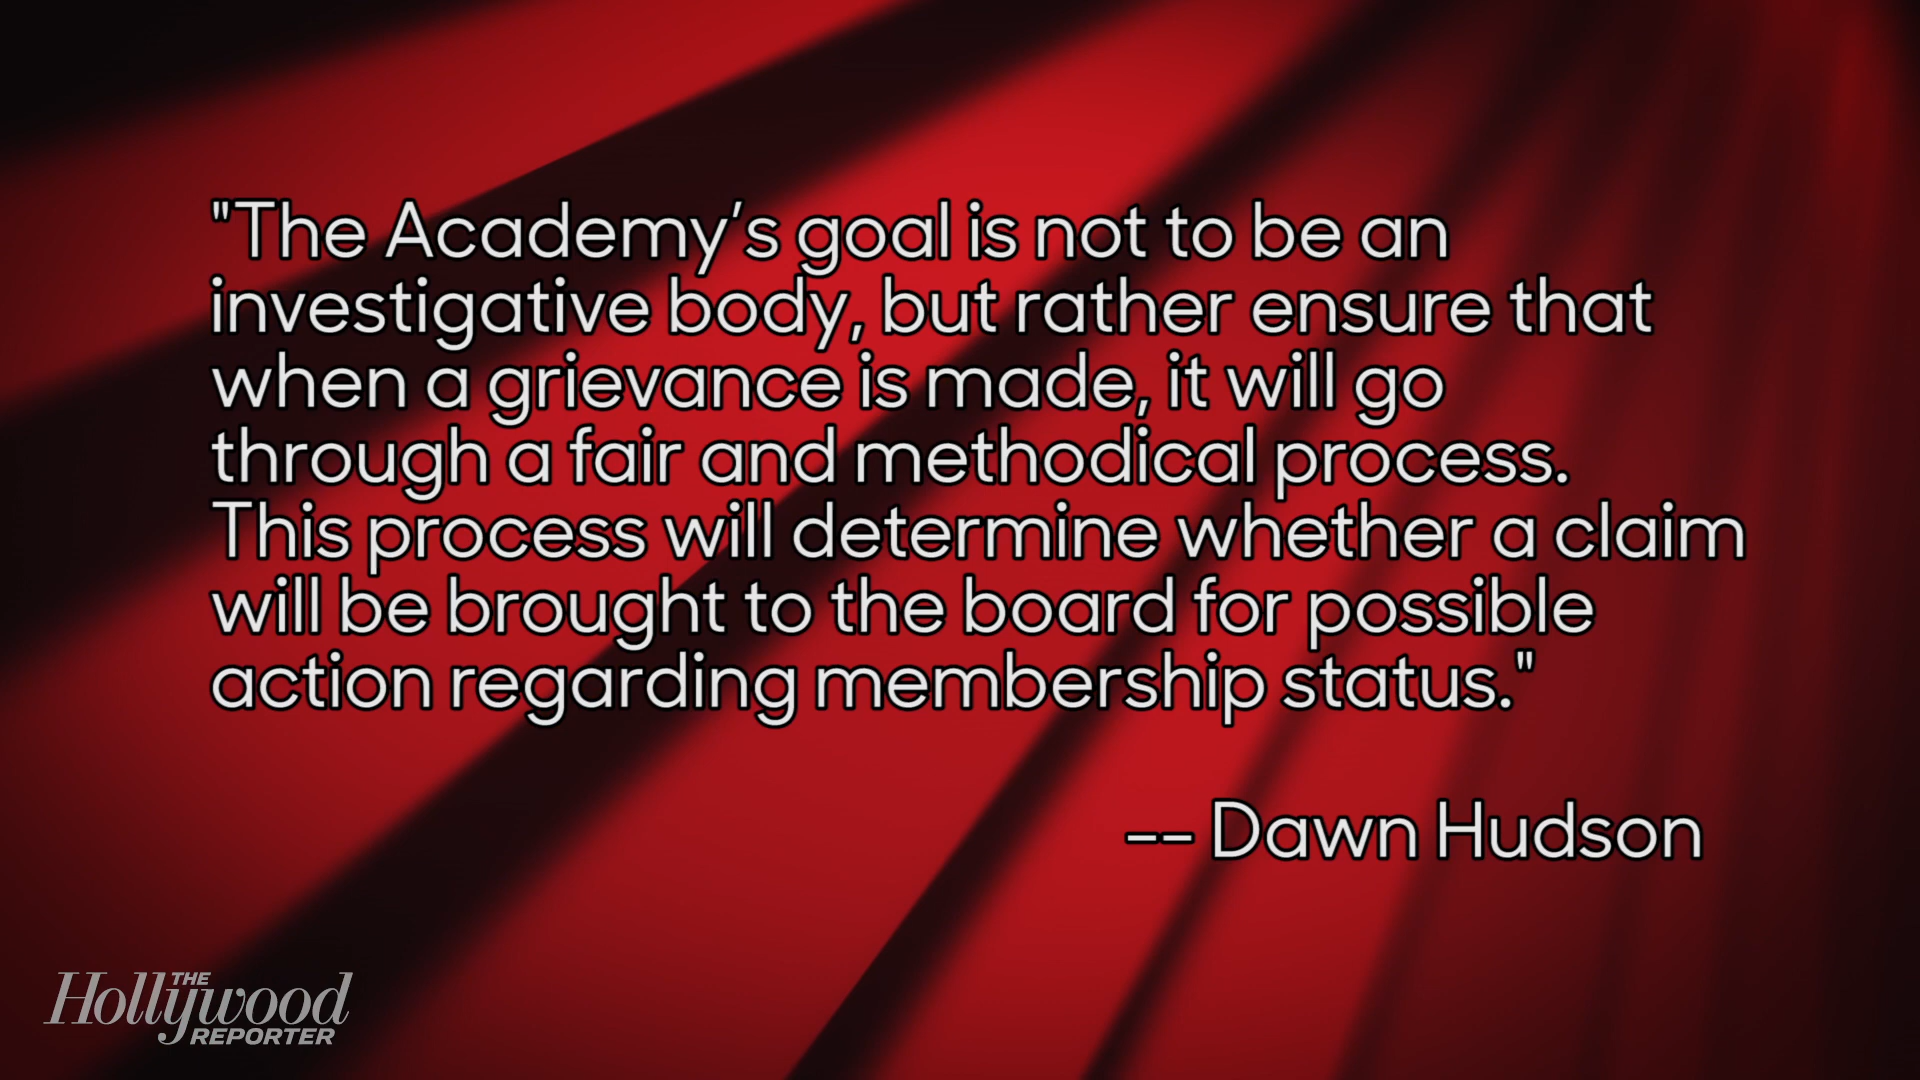 "The Academy’s goal is not to be an
investigative body, but rather ensure that
when a grievance is made, it will go
through a fair and methodical process.
This process will determine whether a claim
will be brought to the board for possible
action regarding membership status."
-- Dawn Hudson
THE
Hollywood
REPORTER